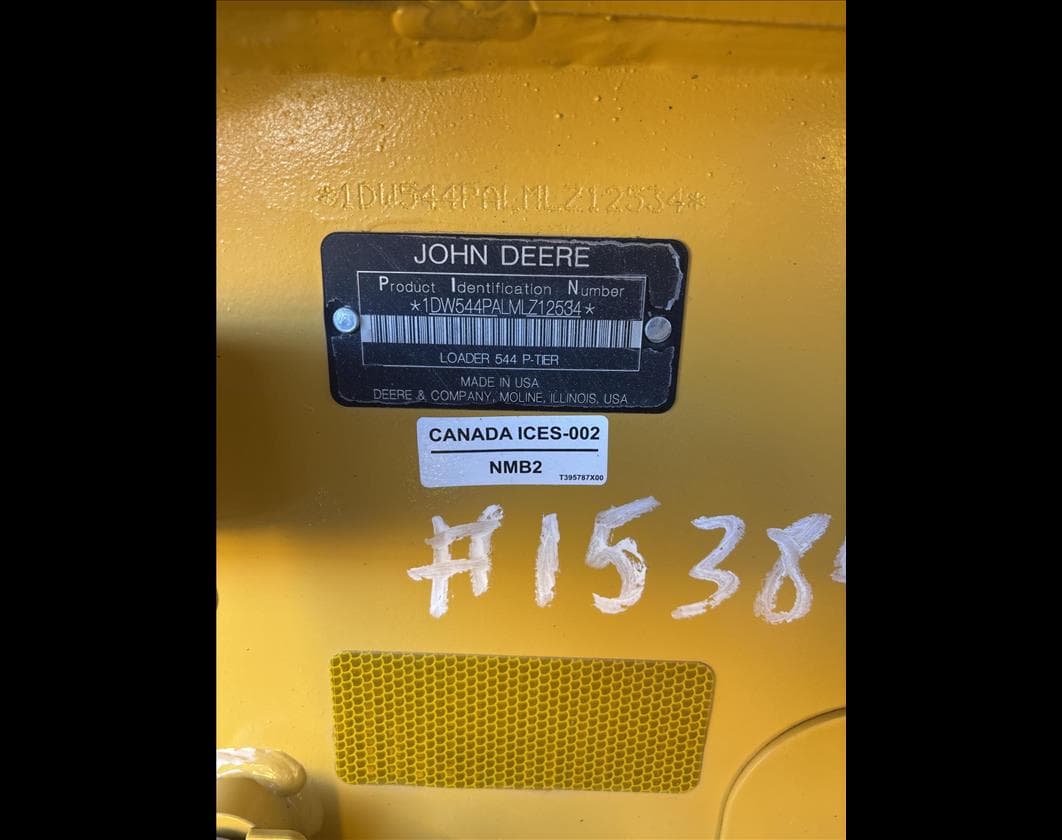 *1DW544PALMLZ12534*
JOHN DEERE
Product Identification Number
*1DW544PALMLZ12534*
LOADER 544 P-TIER
MADE IN USA
DEERE & COMPANY, MOLINE, ILLINOIS, USA
CANADA ICES-002
NMB2
T395787X00
#1538